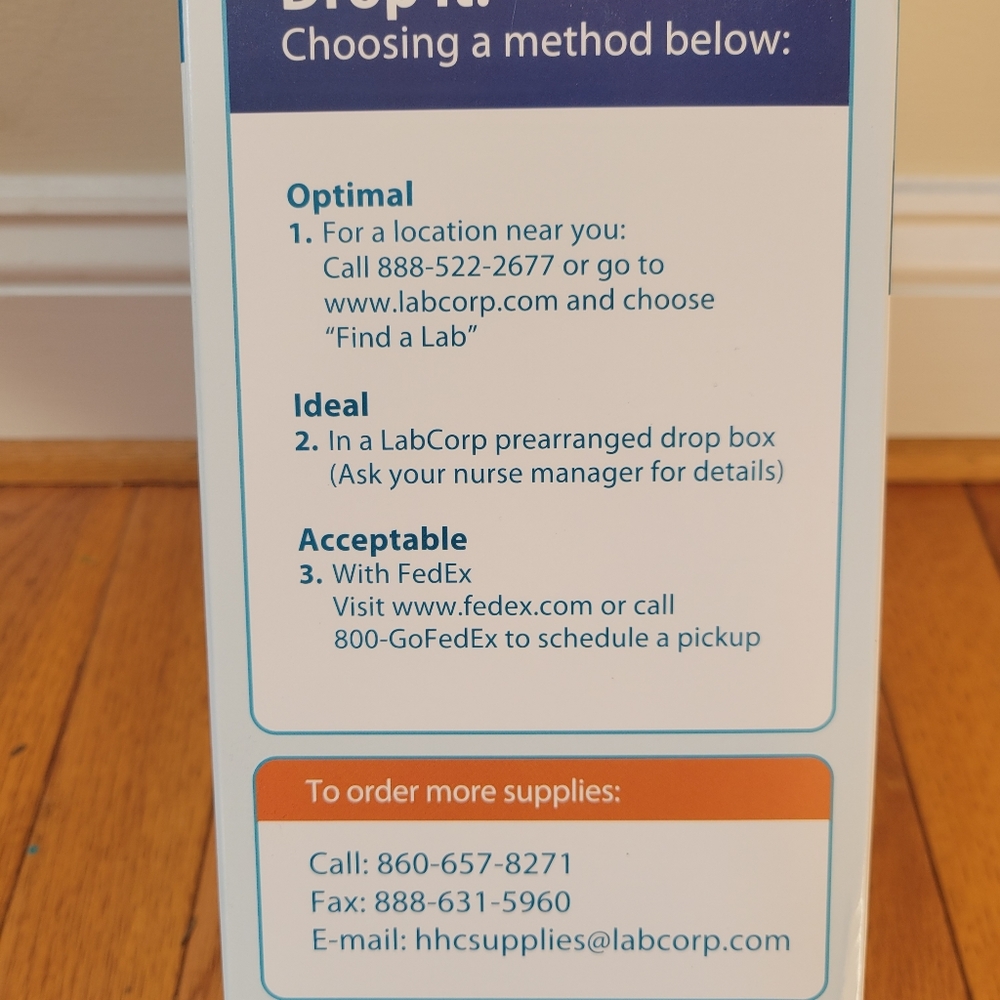 Drop it!
Choosing a method below:
Optimal
1. For a location near you:
Call 888-522-2677 or go to
www.labcorp.com and choose
“Find a Lab”
Ideal
2. In a LabCorp prearranged drop box
(Ask your nurse manager for details)
Acceptable
3. With FedEx
Visit www.fedex.com or call
800-GoFedEx to schedule a pickup
To order more supplies:
Call: 860-657-8271
Fax: 888-631-5960
E-mail: hhcsupplies@labcorp.com